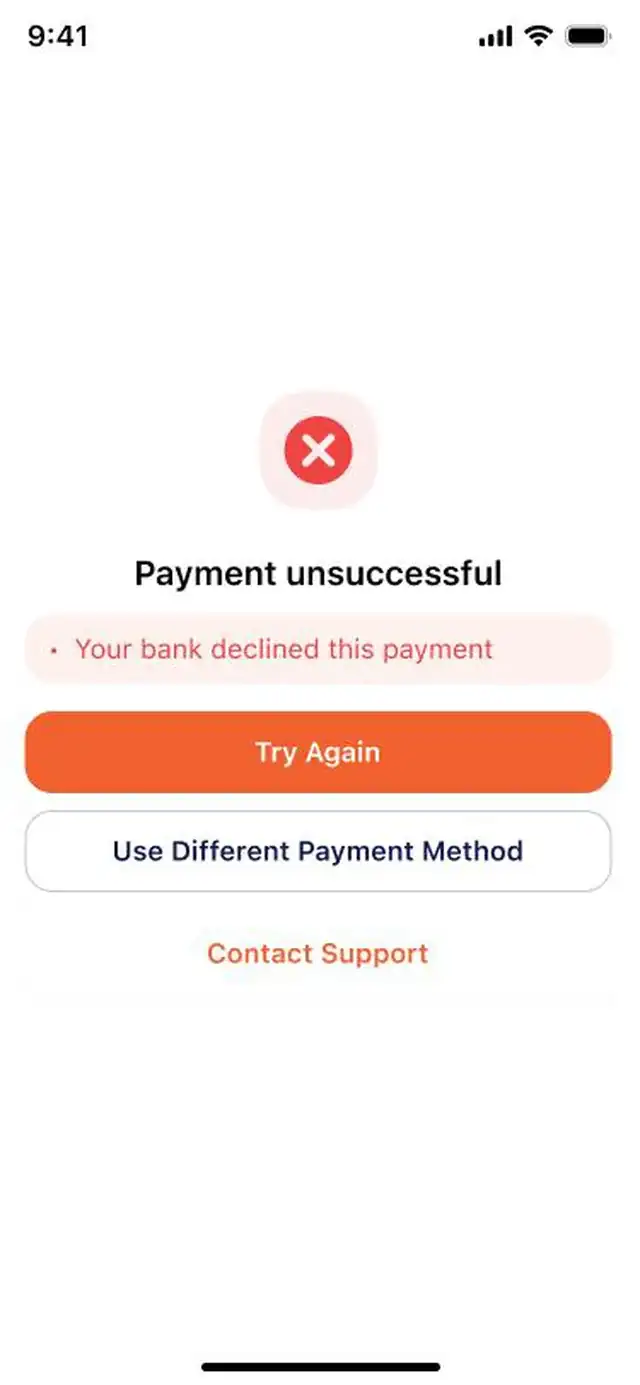 9:41
Payment unsuccessful
• Your bank declined this payment
Try Again
Use Different Payment Method
Contact Support